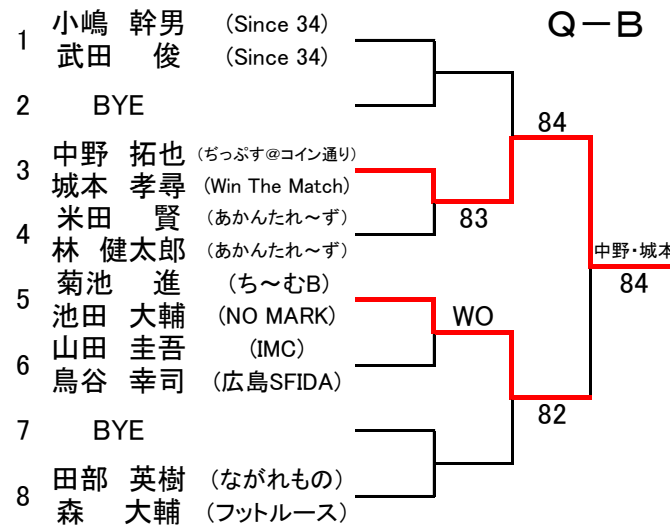 Q－B
1 小嶋 幹男 (Since 34)
武田 俊 (Since 34)
2 BYE
84
3 中野 拓也 (ぢっぷす@コイン通り)
城本 孝尋 (Win The Match)
83
4 米田 賢 (あかんたれ～ず)
林 健太郎 (あかんたれ～ず)
中野・城本
84
5 菊池 進 (ち～むB)
池田 大輔 (NO MARK)
WO
6 山田 圭吾 (IMC)
鳥谷 幸司 (広島SFIDA)
82
7 BYE
8 田部 英樹 (ながれもの)
森 大輔 (フットルース)